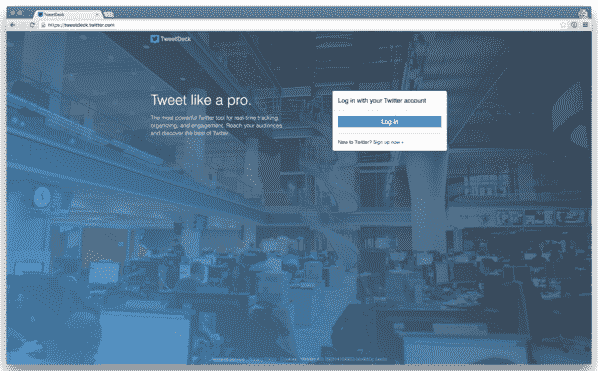 TweetDeck
https://tweetdeck.twitter.com
TweetDeck
Tweet like a pro.
The most powerful Twitter tool for real-time tracking,
organizing, and engagement. Reach your audiences
and discover the best of Twitter.
Log in with your Twitter account
Log in
New to Twitter? Sign up now »